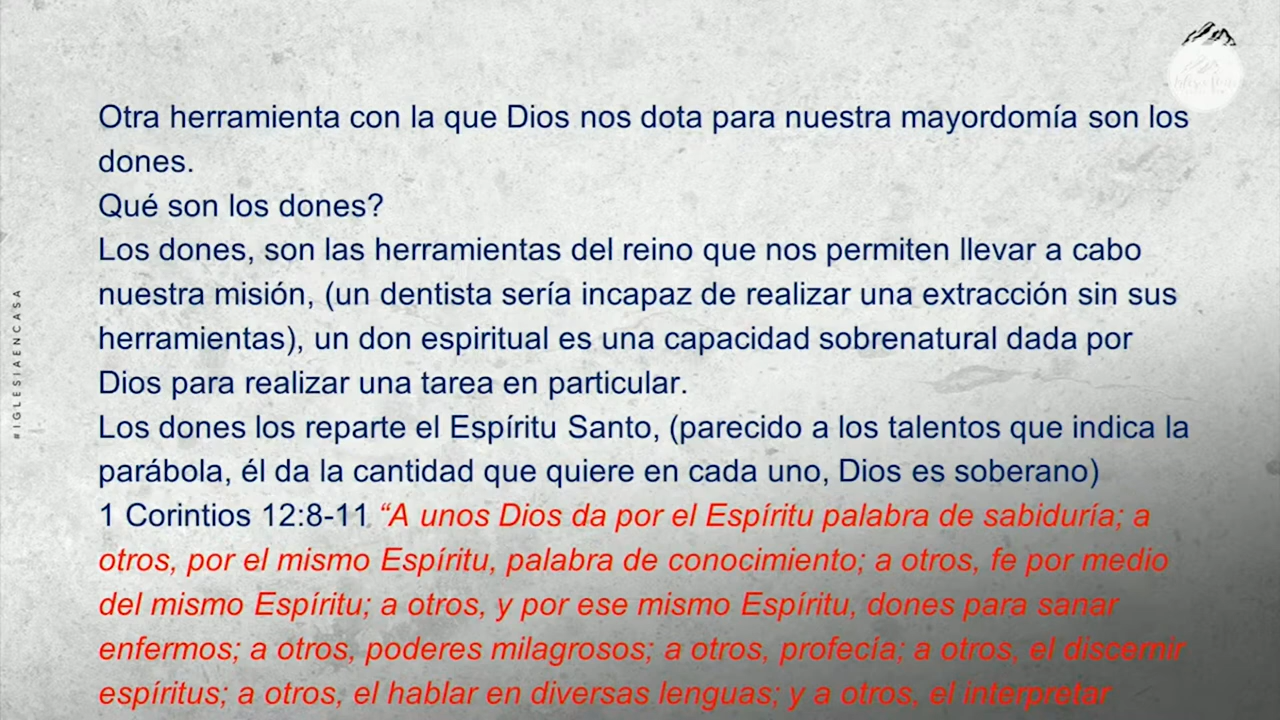 Otra herramienta con la que Dios nos dota para nuestra mayordomía son los
dones.
Qué son los dones?
Los dones, son las herramientas del reino que nos permiten llevar a cabo
nuestra misión, (un dentista sería incapaz de realizar una extracción sin sus
herramientas), un don espiritual es una capacidad sobrenatural dada por
Dios para realizar una tarea en particular.
Los dones los reparte el Espíritu Santo, (parecido a los talentos que indica la
parábola, él da la cantidad que quiere en cada uno, Dios es soberano)
1 Corintios 12:8-11 “A unos Dios da por el Espíritu palabra de sabiduría; a
otros, por el mismo Espíritu, palabra de conocimiento; a otros, fe por medio
del mismo Espíritu; a otros, y por ese mismo Espíritu, dones para sanar
enfermos; a otros, poderes milagrosos; a otros, profecía; a otros, el discernir
espíritus; a otros, el hablar en diversas lenguas; y a otros, el interpretar
#IGLESIAENCASA